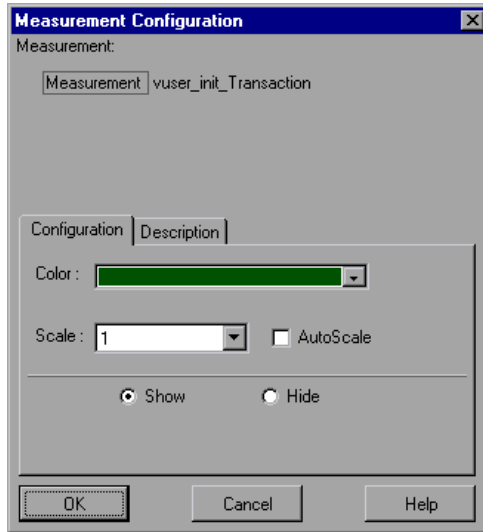 Measurement Configuration
Measurement:
Measurement vuser_init_Transaction
Configuration Description
Color :
Scale : 1 AutoScale
Show Hide
OK Cancel Help